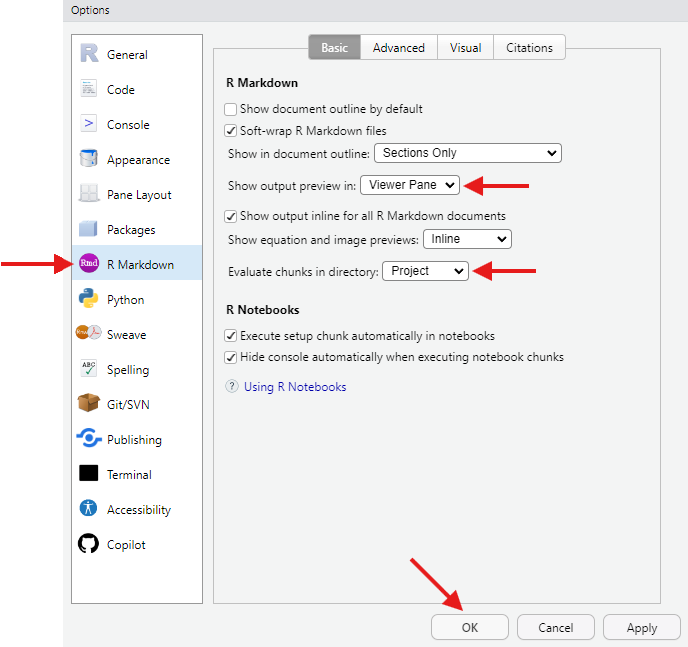 Options
General
Code
Console
Appearance
Pane Layout
Packages
Rmd R Markdown
Python
Sweave
ABC Spelling
Git/SVN
Publishing
Terminal
Accessibility
Copilot
Basic Advanced Visual Citations
R Markdown
Show document outline by default
Soft-wrap R Markdown files
Show in document outline: Sections Only
Show output preview in: Viewer Pane
Show output inline for all R Markdown documents
Show equation and image previews: Inline
Evaluate chunks in directory: Project
R Notebooks
Execute setup chunk automatically in notebooks
Hide console automatically when executing notebook chunks
? Using R Notebooks
OK Cancel Apply